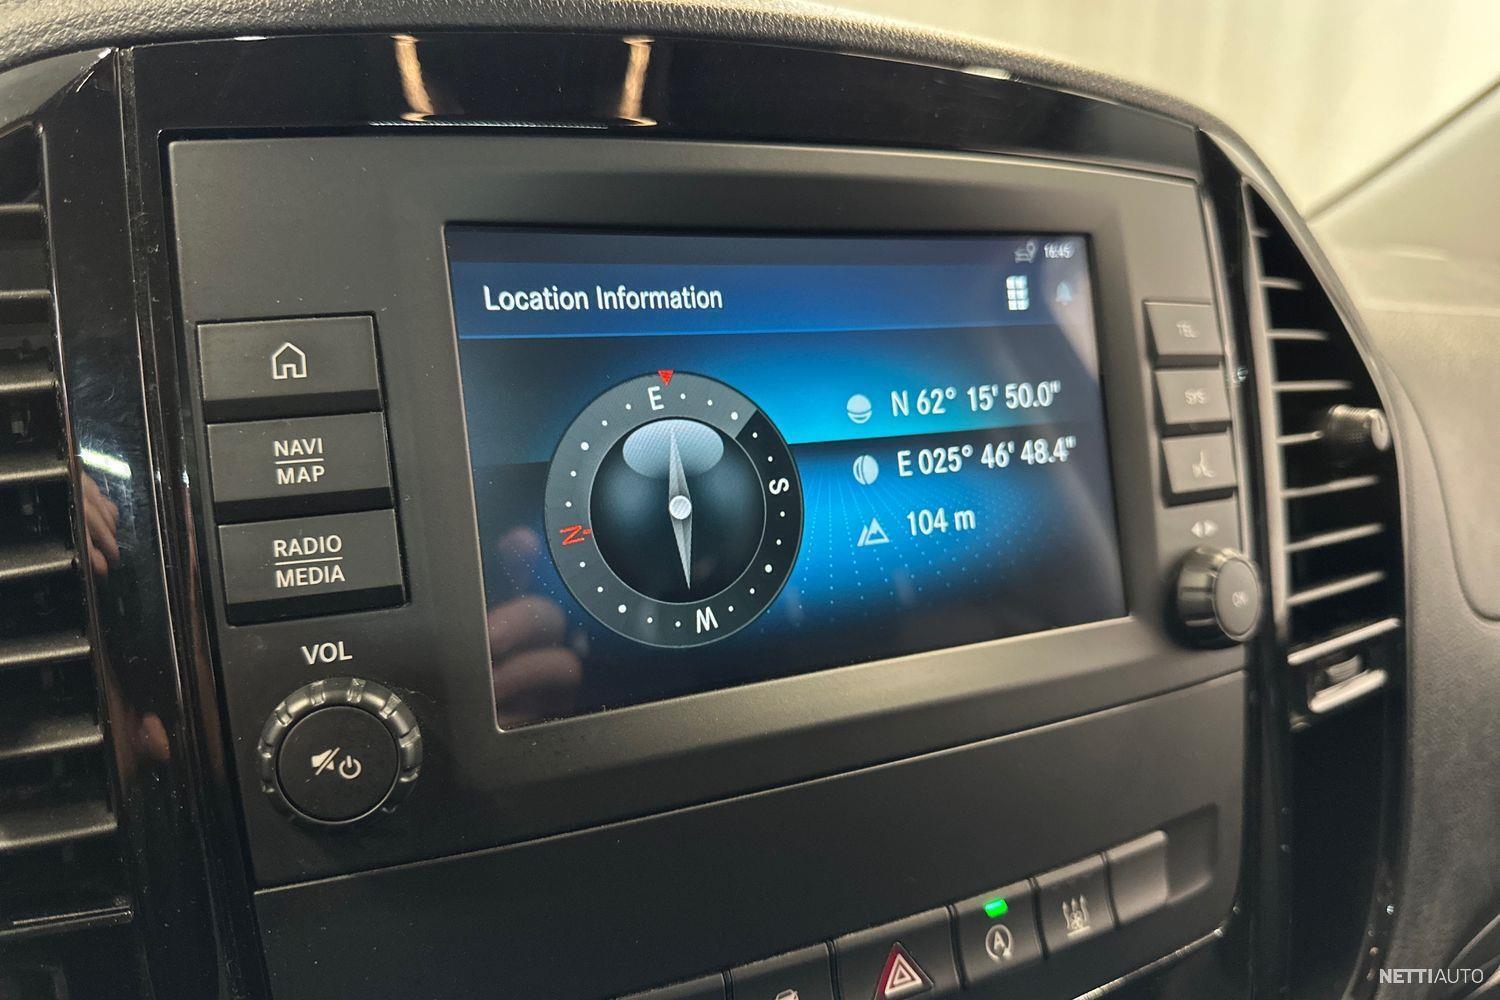 16:45
Location Information
E
S
W
N
N 62° 15' 50.0"
E 025° 46' 48.4"
104 m
NAVI
MAP
RADIO
MEDIA
VOL
TEL
SYS
OK
A
NETTIAUTO